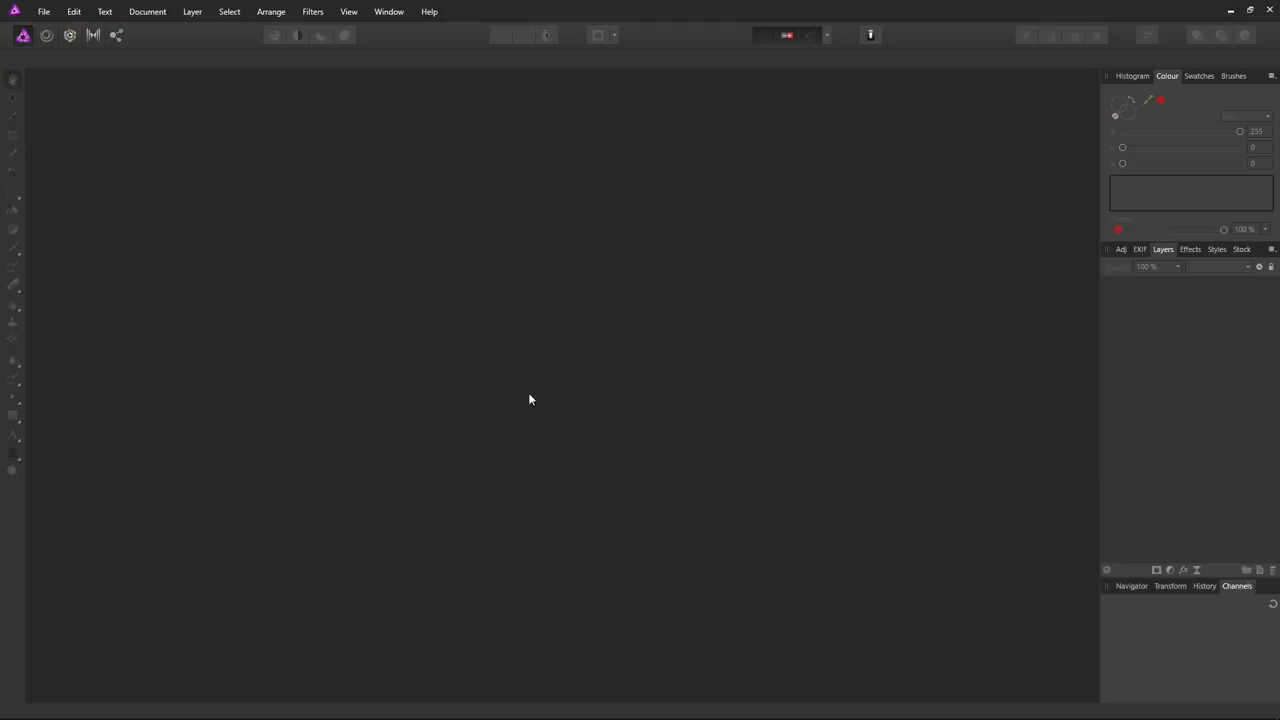 File Edit Text Document Layer Select Arrange Filters View Window Help
Histogram Colour Swatches Brushes
255
0
0
100 %
Adj EXIF Layers Effects Styles Stock
100 %
fx
Navigator Transform History Channels